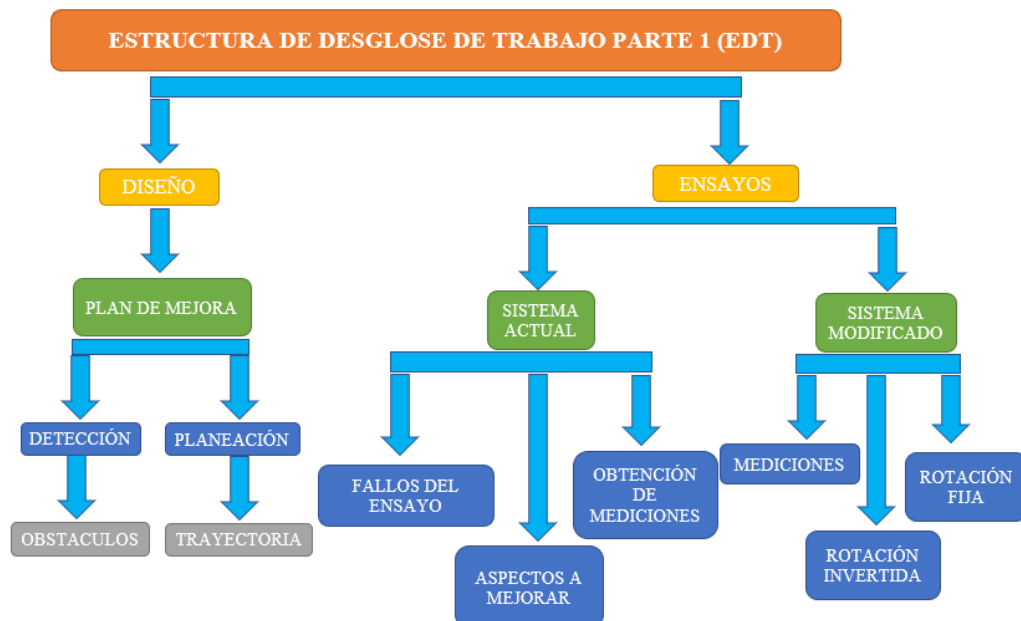 ESTRUCTURA DE DESGLOSE DE TRABAJO PARTE 1 (EDT)
DISEÑO
ENSAYOS
PLAN DE MEJORA
SISTEMA
ACTUAL
SISTEMA
MODIFICADO
DETECCIÓN
PLANEACIÓN
FALLOS DEL
ENSAYO
OBTENCIÓN
DE
MEDICIONES
MEDICIONES
ROTACIÓN
FIJA
OBSTACULOS
TRAYECTORIA
ASPECTOS A
MEJORAR
ROTACIÓN
INVERTIDA